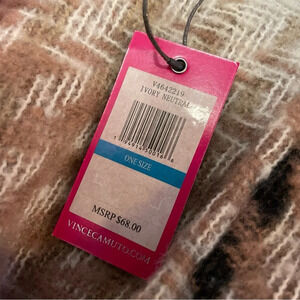 V4642219
IVORY NEUTRAL
ONE SIZE
MSRP $68.00
VINCECAMUTO.COM